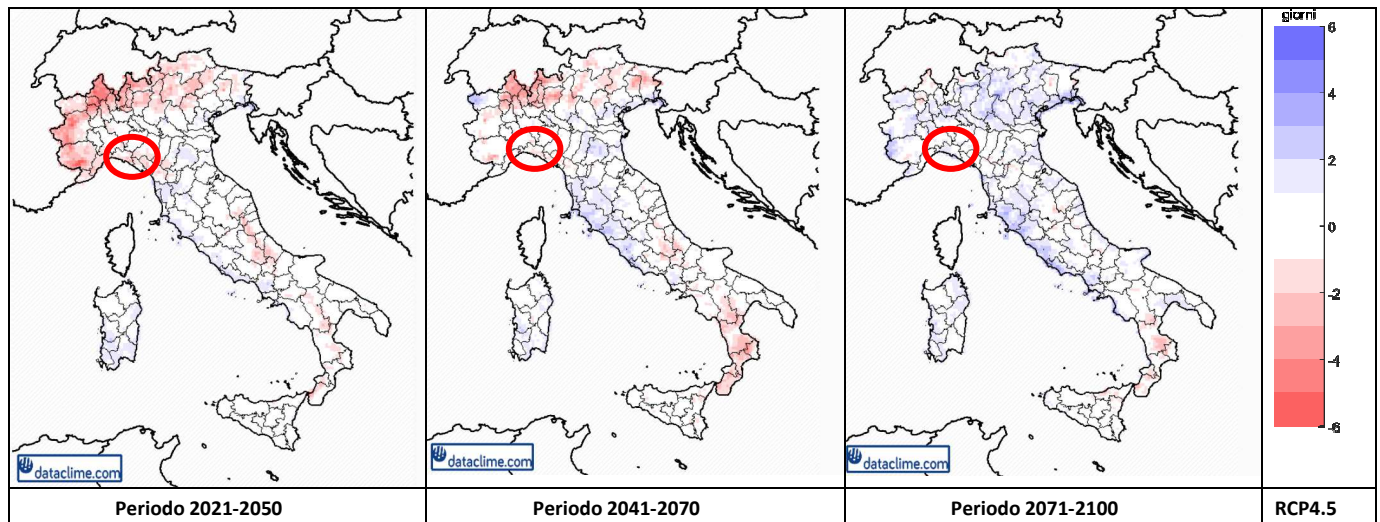 giorni
6
4
2
0
-2
-4
-6
dataclime.com
dataclime.com
dataclime.com
Periodo 2021-2050
Periodo 2041-2070
Periodo 2071-2100
RCP4.5